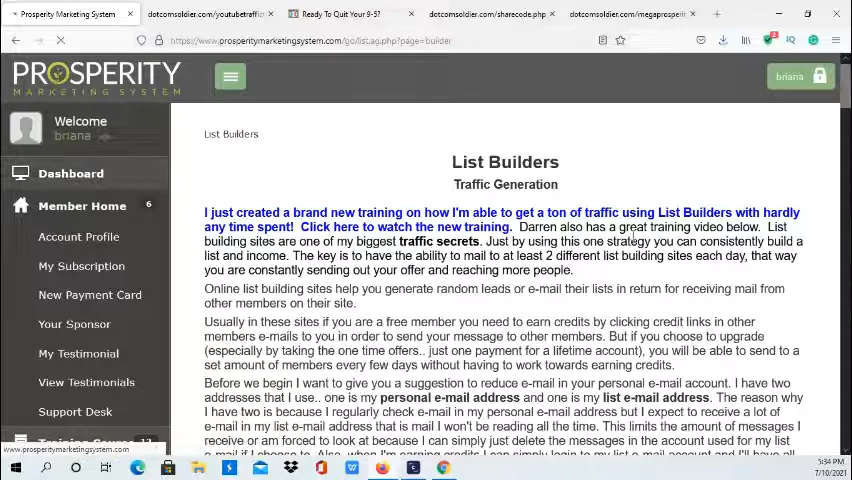 Prosperity Marketing System
dotcomsoldier.com/youtubetraffic
Ready To Quit Your 9-5?
dotcomsoldier.com/sharecode.php
dotcomsoldier.com/megaprosperit
https://www.prosperitymarketingsystem.com/go/list.ag.php?page=builder
2
PROSPERITY
MARKETING SYSTEM
briana
Welcome
briana
Dashboard
Member Home 6
Account Profile
My Subscription
New Payment Card
Your Sponsor
My Testimonial
View Testimonials
Support Desk
List Builders
List Builders
Traffic Generation
I just created a brand new training on how I'm able to get a ton of traffic using List Builders with hardly
any time spent! Click here to watch the new training. Darren also has a great training video below. List
building sites are one of my biggest traffic secrets. Just by using this one strategy you can consistently build a
list and income. The key is to have the ability to mail to at least 2 different list building sites each day, that way
you are constantly sending out your offer and reaching more people.
Online list building sites help you generate random leads or e-mail their lists in return for receiving mail from
other members on their site.
Usually in these sites if you are a free member you need to earn credits by clicking credit links in other
members e-mails to you in order to send your message to other members. But if you choose to upgrade
(especially by taking the one time offers.. just one payment for a lifetime account), you will be able to send to a
set amount of members every few days without having to work towards earning credits.
Before we begin I want to give you a suggestion to reduce e-mail in your personal e-mail account. I have two
addresses that I use.. one is my personal e-mail address and one is my list e-mail address. The reason why
I have two is because I regularly check e-mail in my personal e-mail address but I expect to receive a lot of
e-mail in my list e-mail address that is mail I won't be reading all the time. This limits the amount of messages I
receive or am forced to look at because I can simply just delete the messages in the account used for my list
www.prosperitymarketingsystem.com
5:34 PM
7/10/2021